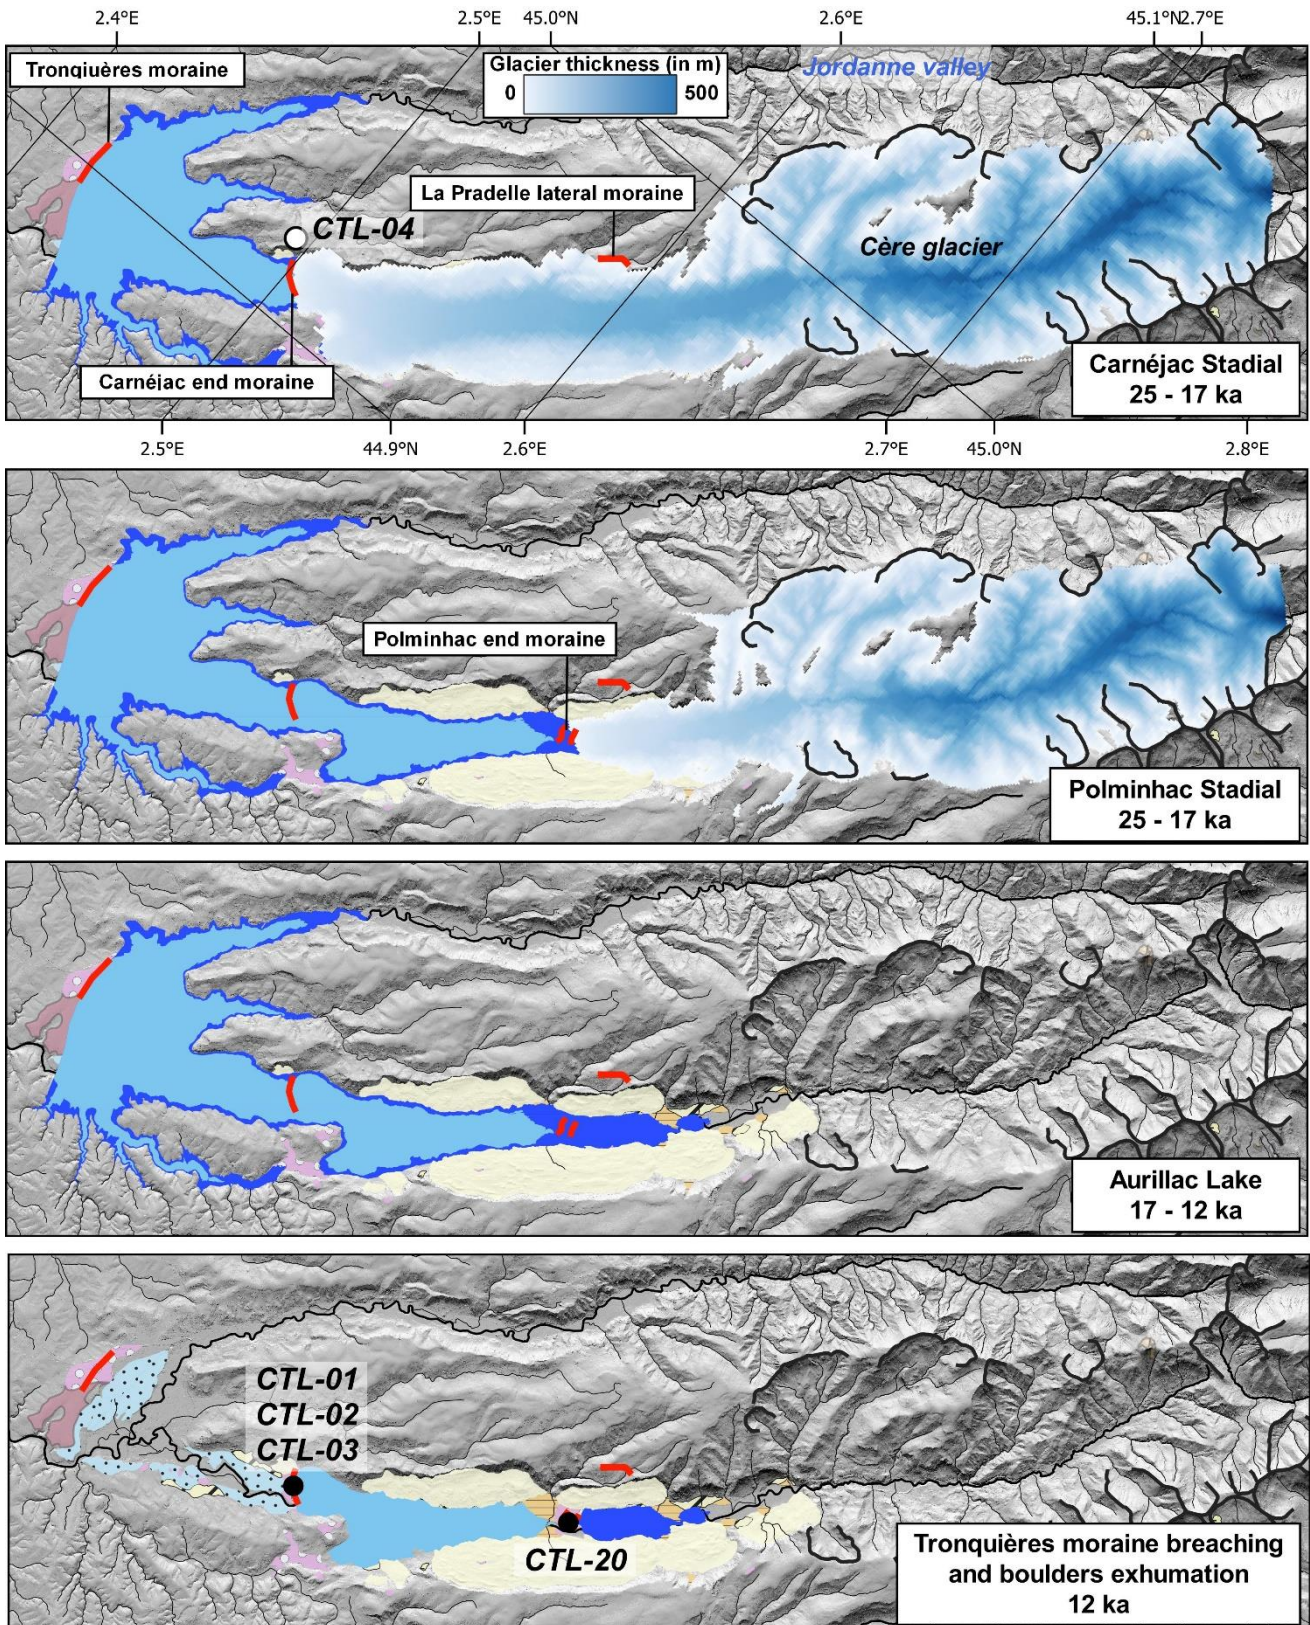 2.4°E 2.5°E 45.0°N 2.6°E 45.1°N 2.7°E
Tronqiuères moraine
Glacier thickness (in m)
0 500
Jordanne valley
La Pradelle lateral moraine
CTL-04
Cère glacier
Carnéjac end moraine
Carnéjac Stadial
25 - 17 ka
2.5°E 44.9°N 2.6°E 2.7°E 45.0°N 2.8°E
Polminhac end moraine
Polminhac Stadial
25 - 17 ka
Aurillac Lake
17 - 12 ka
CTL-01
CTL-02
CTL-03
CTL-20
Tronquières moraine breaching
and boulders exhumation
12 ka